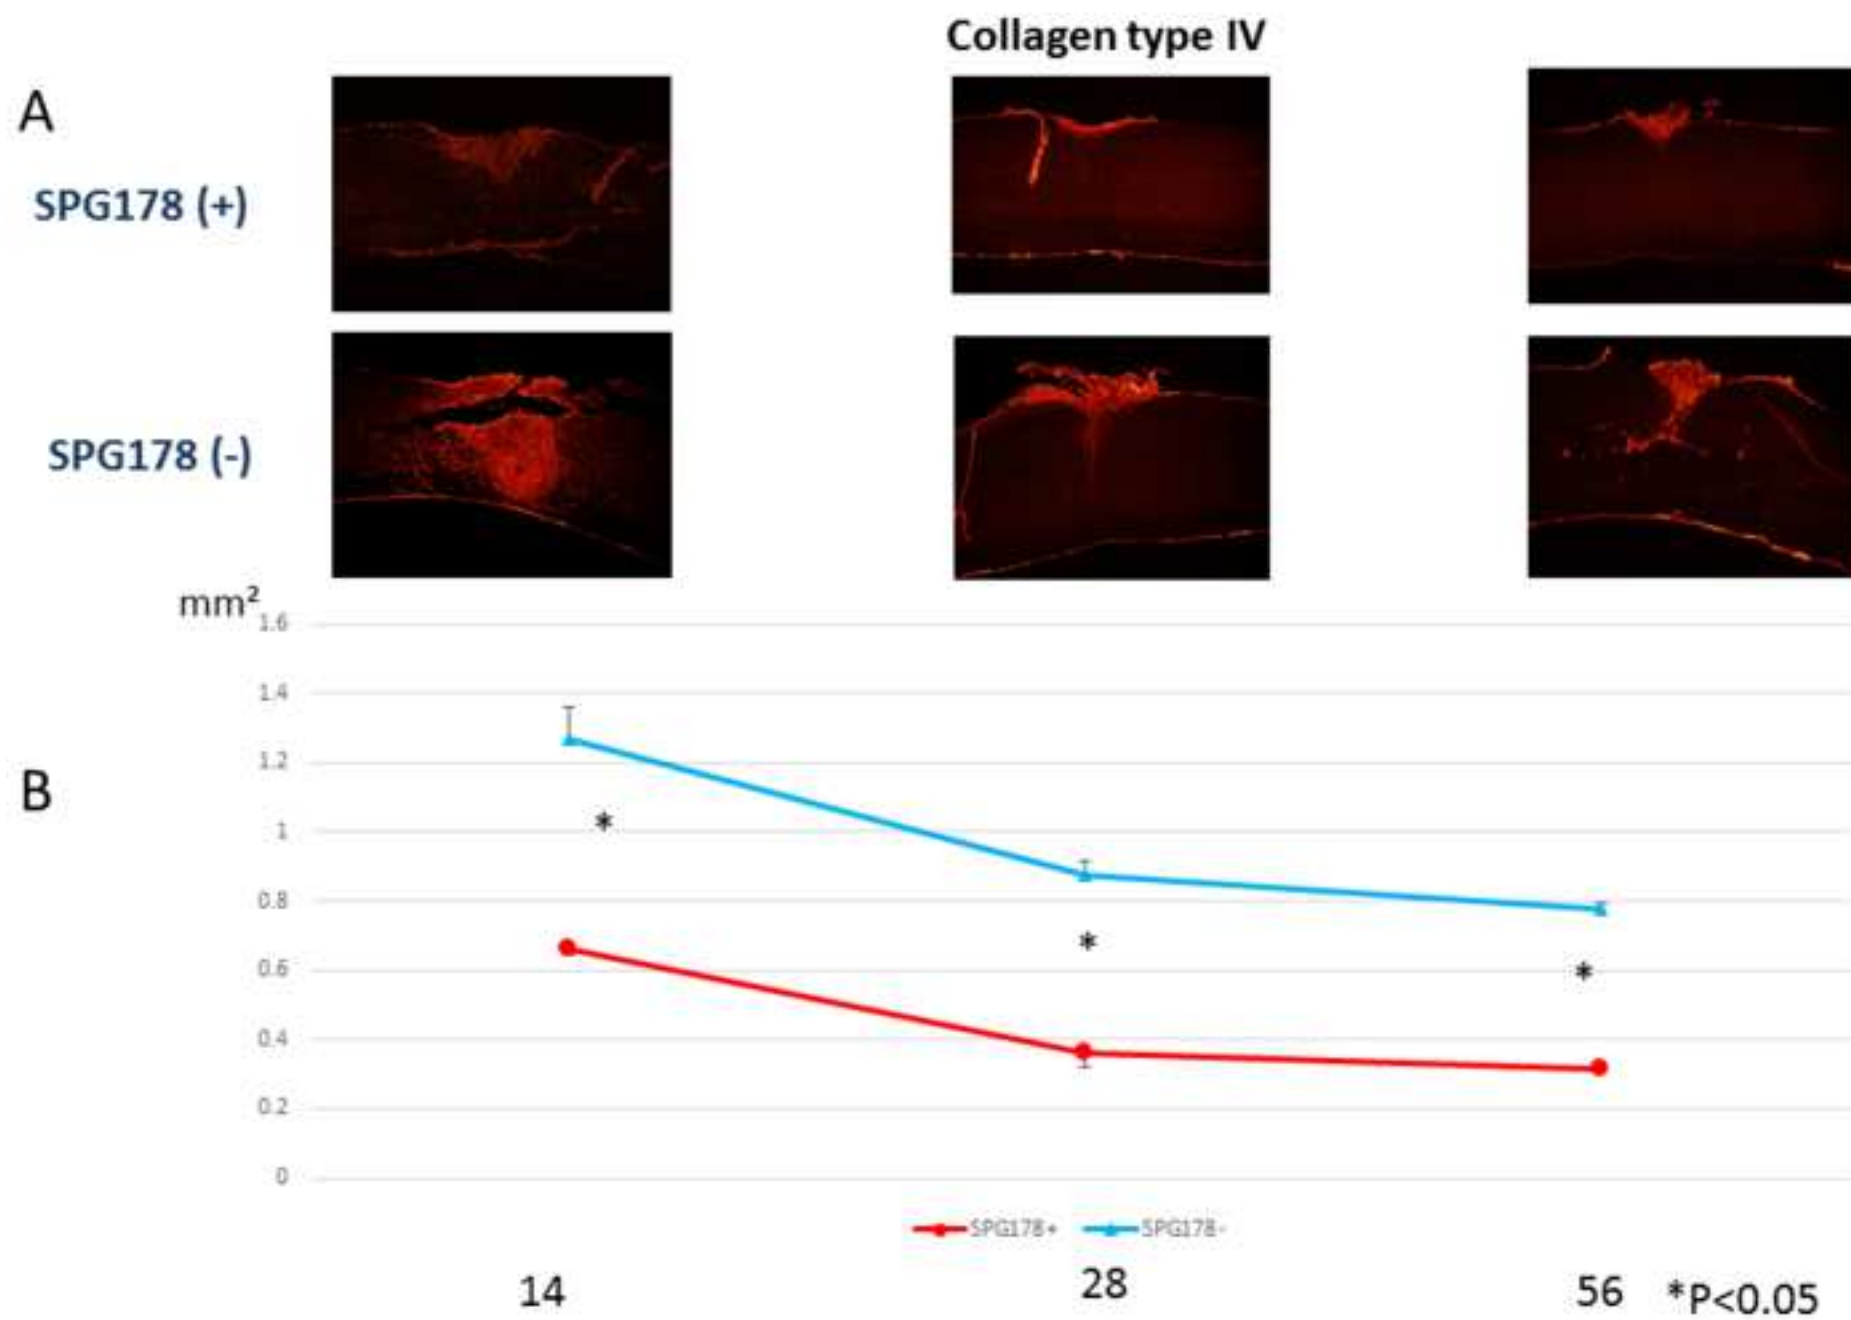 Collagen type IV
A
SPG178 (+)
SPG178 (-)
mm²
1.6
1.4
1.2
B
1
*
0.8
*
0.6
*
0.4
0.2
0
SPG178+ SPG178-
14 28 56 *P<0.05